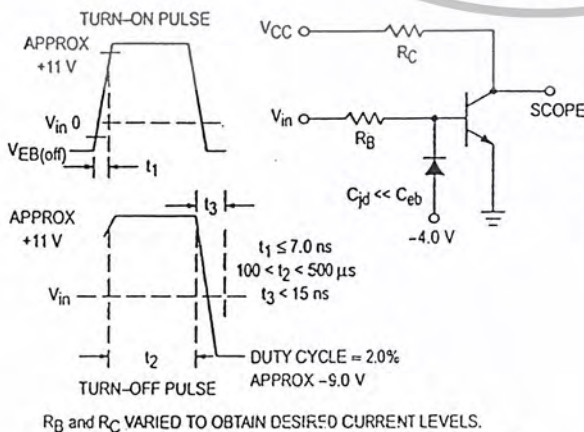 TURN–ON PULSE
APPROX
+11 V
Vin 0
VEB(off)
t1
t3
APPROX
+11 V
Vin
t1 ≤ 7.0 ns
100 < t2 < 500 µs
t3 < 15 ns
t2
DUTY CYCLE = 2.0%
APPROX –9.0 V
TURN–OFF PULSE
VCC
RC
SCOPE
Vin
RB
Cjd << Ceb
–4.0 V
RB and RC VARIED TO OBTAIN DESIRED CURRENT LEVELS.